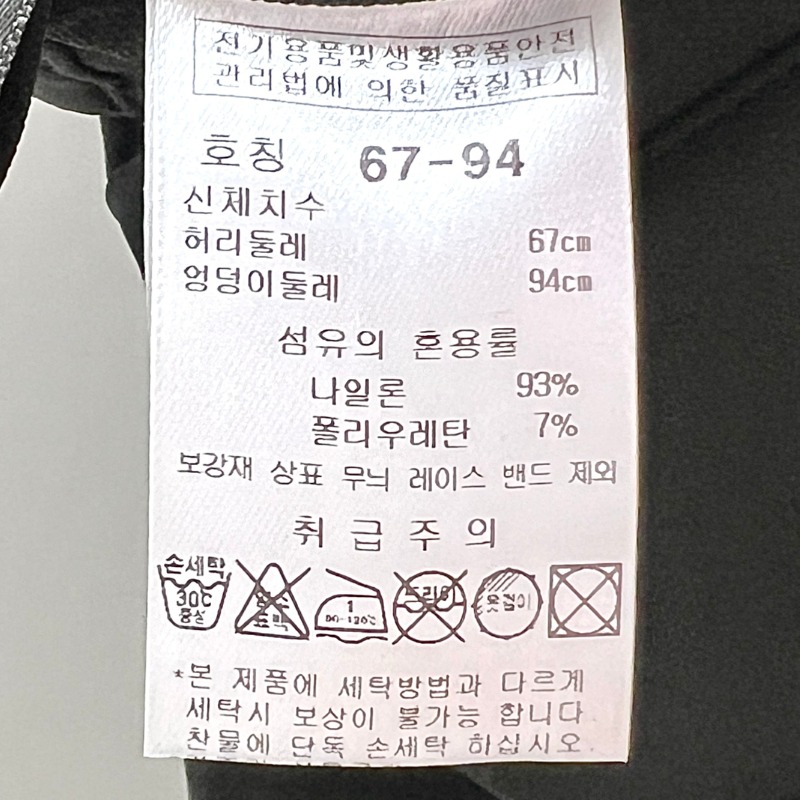 전기용품및생활용품안전
관리법에 의한 품질표시
호칭 67-94
신체치수
허리둘레 67cm
엉덩이둘레 94cm
섬유의 혼용률
나일론 93%
폴리우레탄 7%
보강재 상표 무늬 레이스 밴드 제외
취급주의
손세탁
30℃
중성
염소
표백
1
80~120℃
드라이
옷걸이
*본 제품에 세탁방법과 다르게
세탁시 보상이 불가능 합니다
찬물에 단독 손세탁 하십시오.